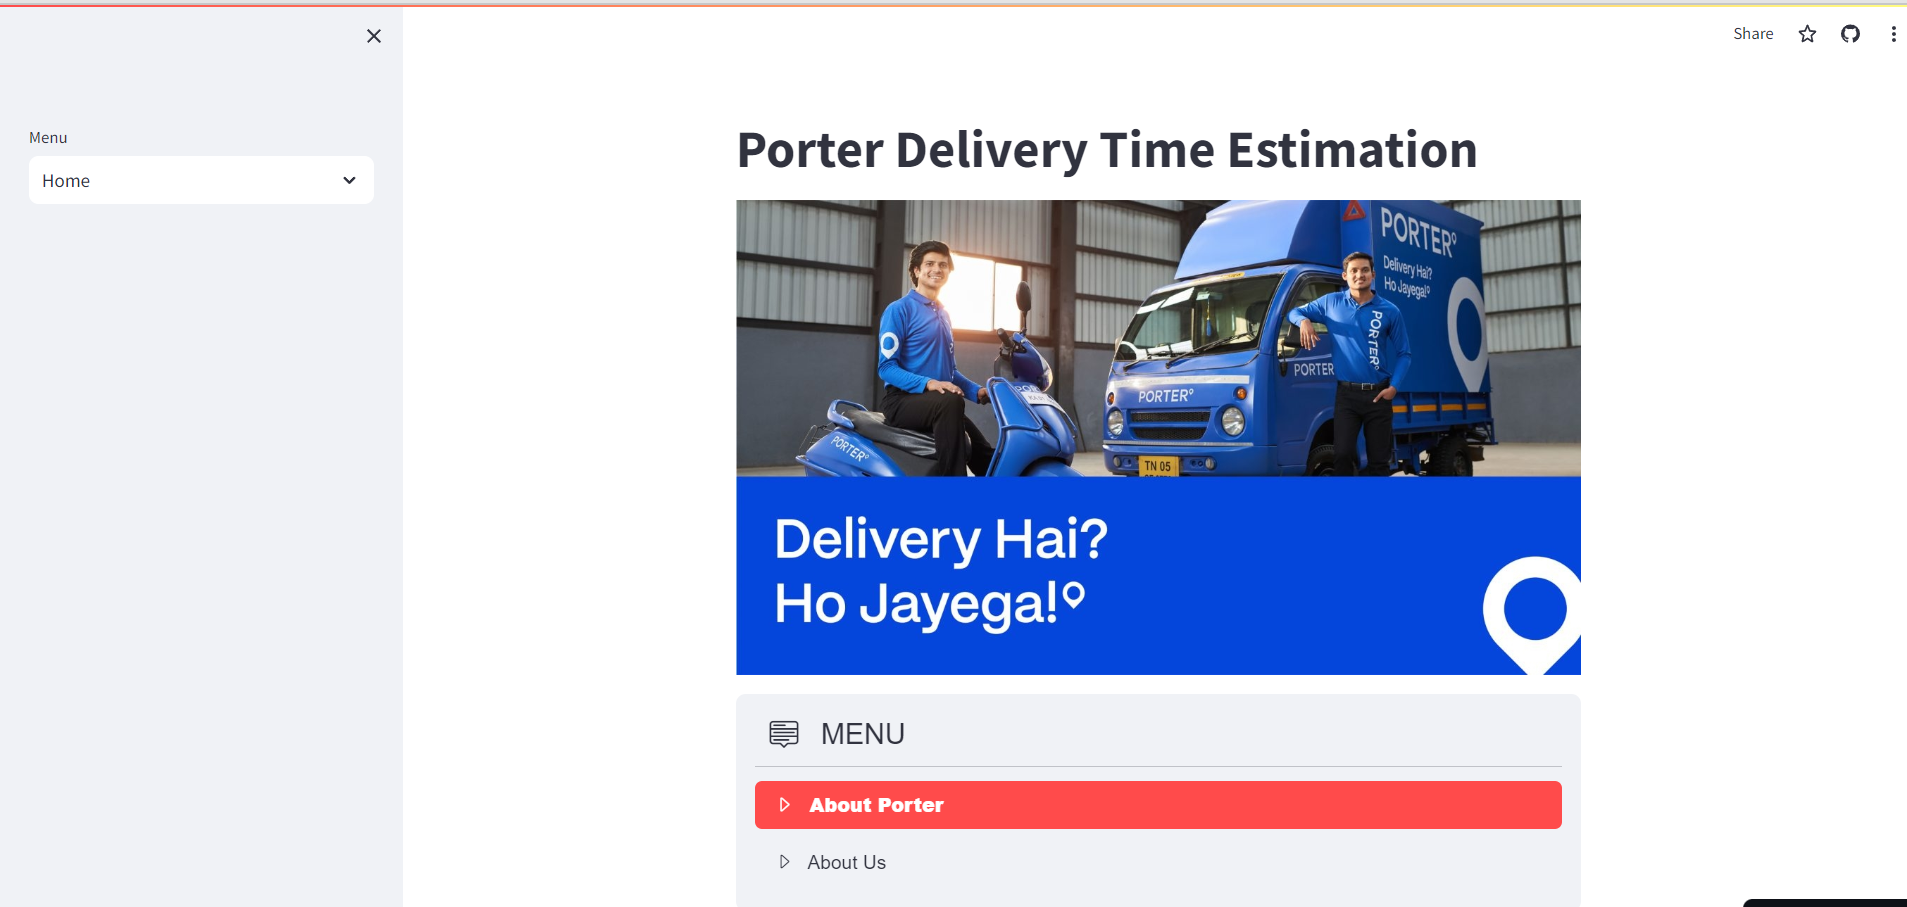 Share
Menu
Home
Porter Delivery Time Estimation
PORTER
Delivery Hai?
Ho Jayega!
PORTER
PORTER
PORTER
PORTER
TN 05
Delivery Hai?
Ho Jayega!
MENU
About Porter
About Us